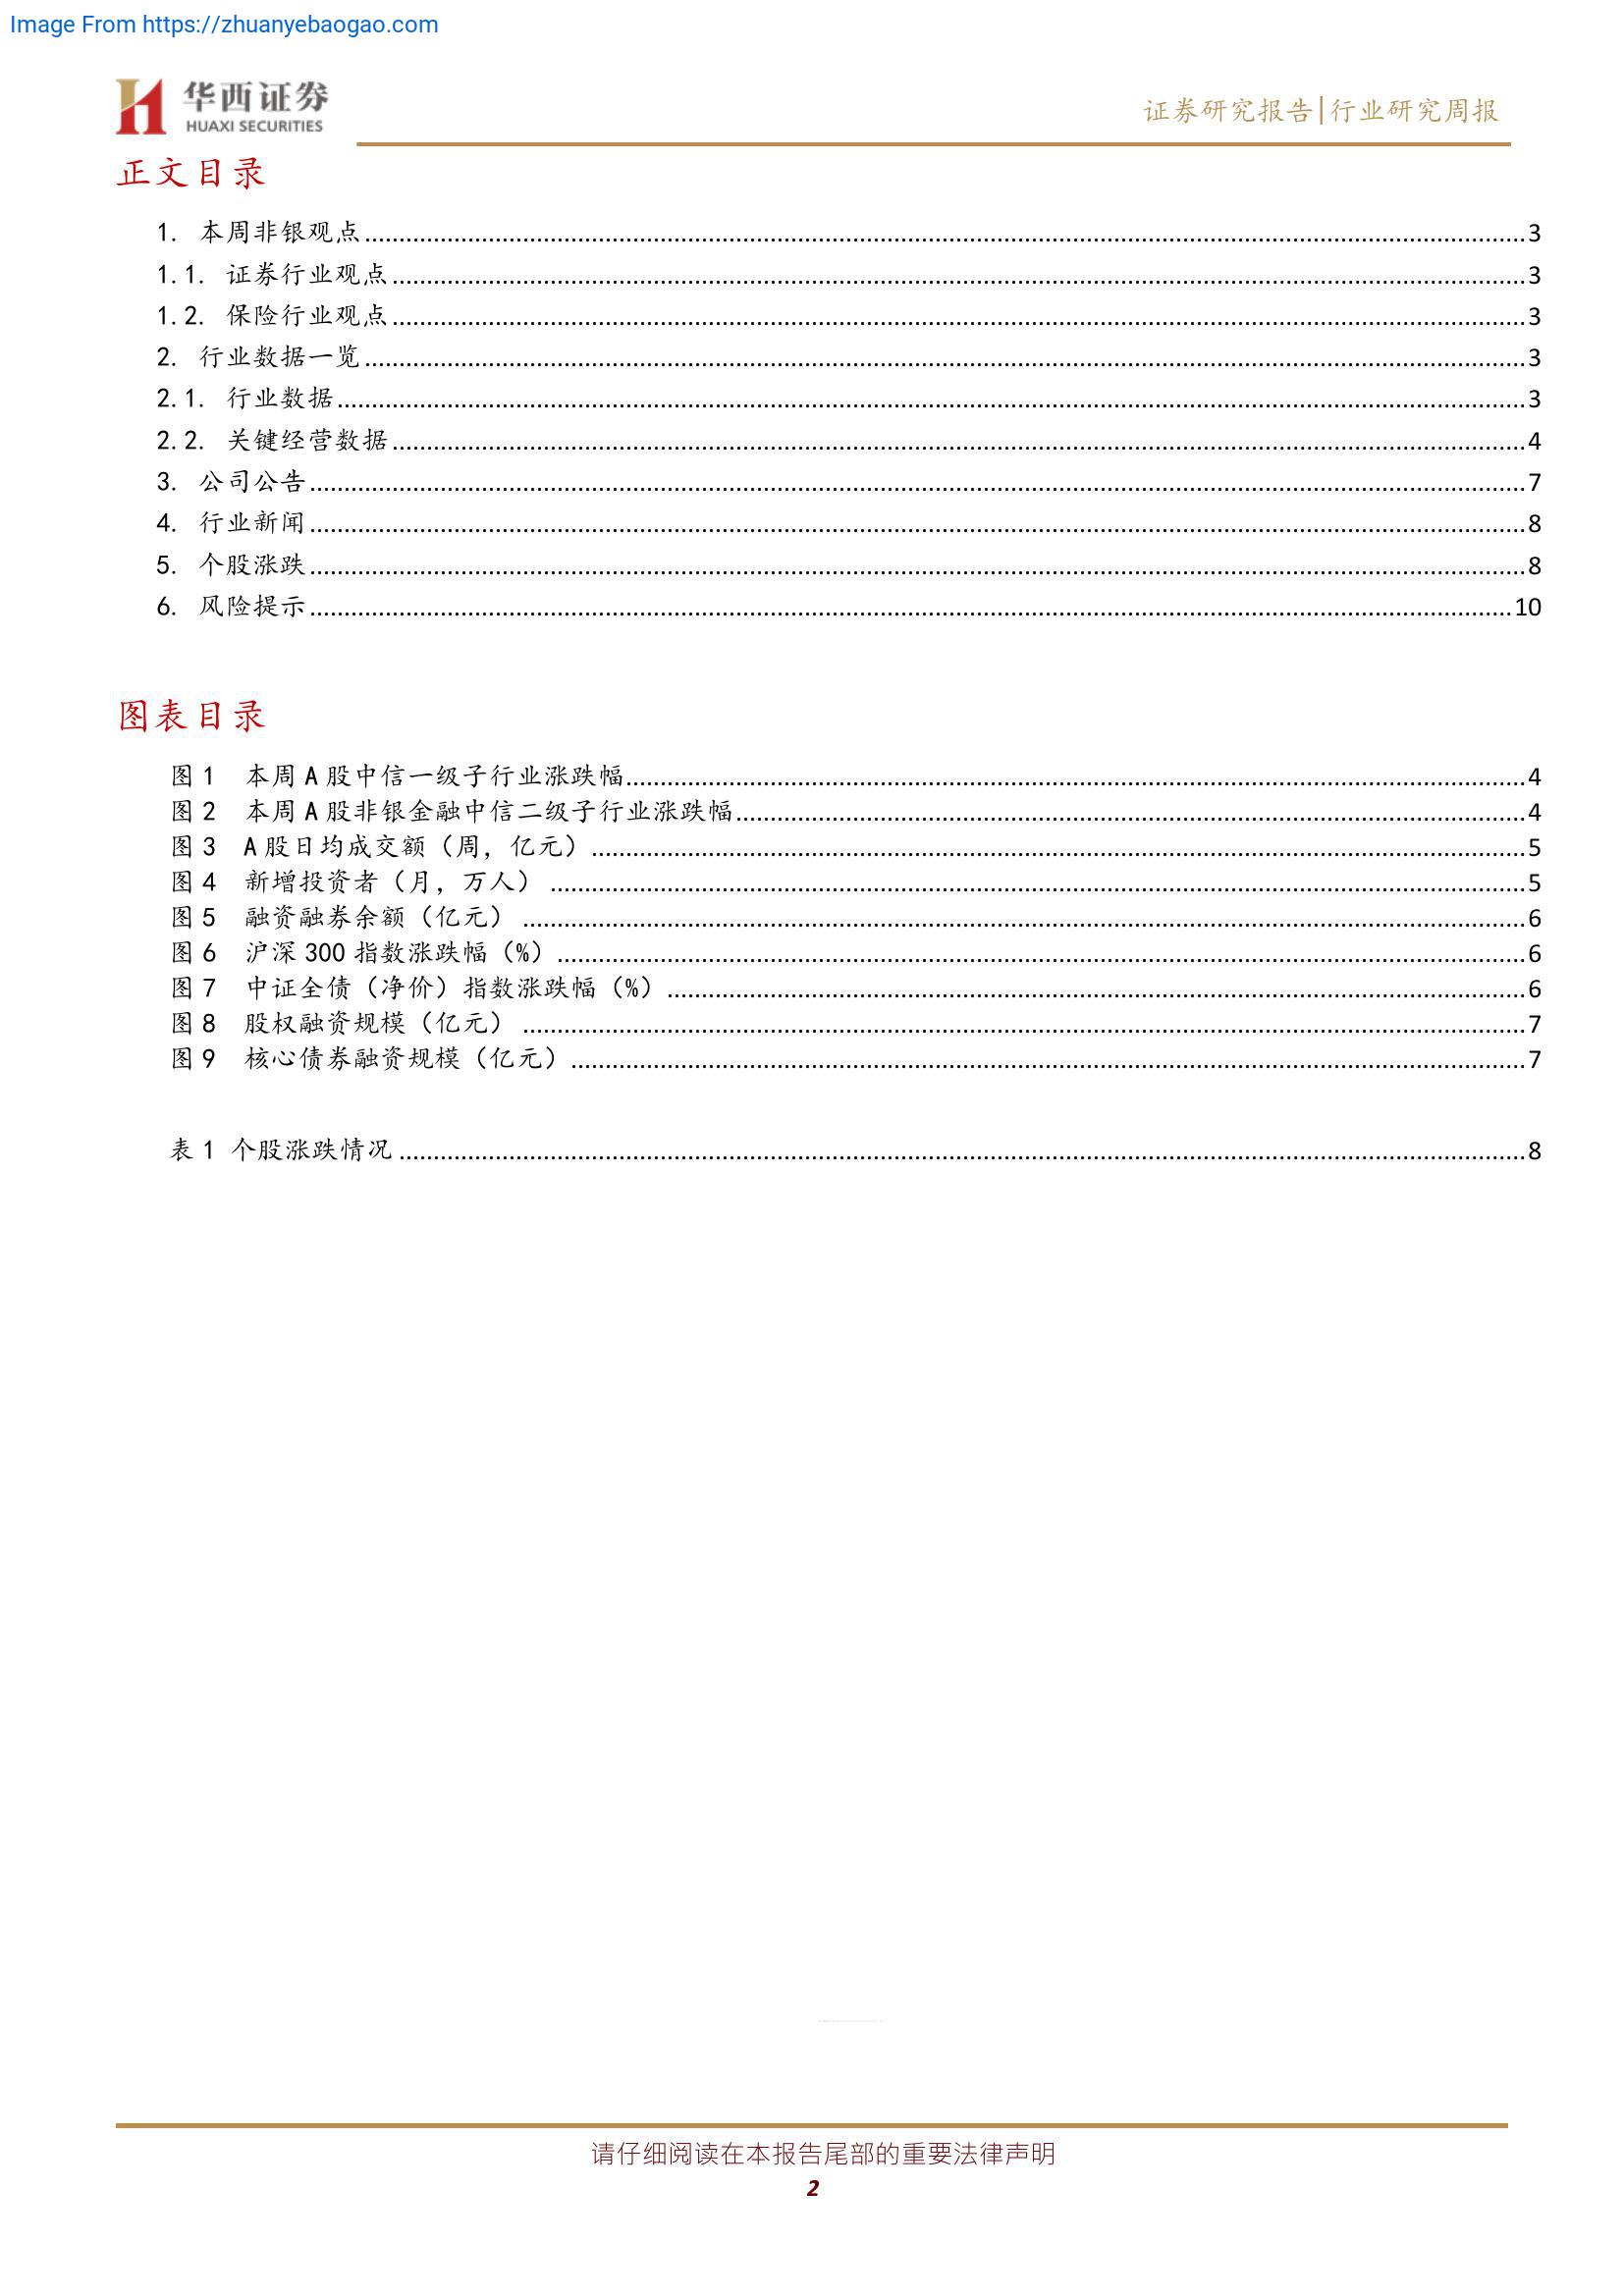 Image From https://zhuanyebaogao.com
华西证券
HUAXI SECURITIES
证券研究报告|行业研究周报
正文目录
1. 本周非银观点........3
1.1. 证券行业观点........3
1.2. 保险行业观点........3
2. 行业数据一览........3
2.1. 行业数据........3
2.2. 关键经营数据........4
3. 公司公告........7
4. 行业新闻........8
5. 个股涨跌........8
6. 风险提示........10
图表目录
图 1 本周 A 股中信一级子行业涨跌幅........4
图 2 本周 A 股非银金融中信二级子行业涨跌幅........4
图 3 A 股日均成交额（周，亿元）........5
图 4 新增投资者（月，万人）........5
图 5 融资融券余额（亿元）........6
图 6 沪深 300 指数涨跌幅（%）........6
图 7 中证全债（净价）指数涨跌幅（%）........6
图 8 股权融资规模（亿元）........7
图 9 核心债券融资规模（亿元）........7
表 1 个股涨跌情况........8
请仔细阅读在本报告尾部的重要法律声明
2